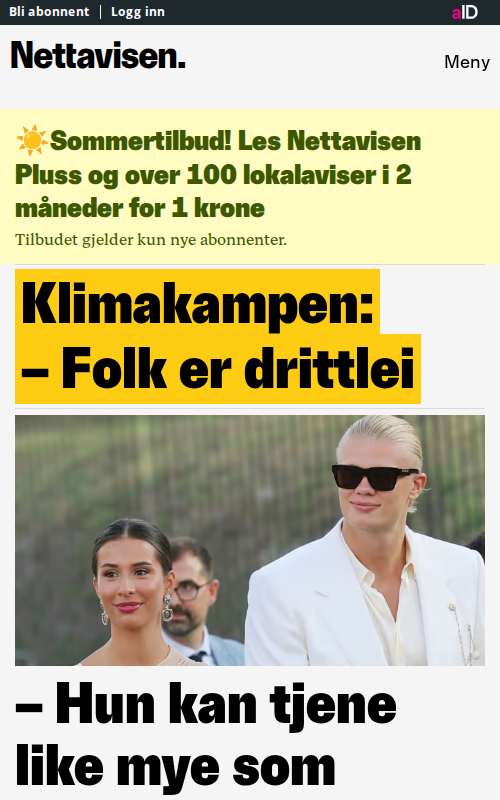 Bli abonnent | Logg inn
aID
Nettavisen.
Meny
☀️Sommertilbud! Les Nettavisen
Pluss og over 100 lokalaviser i 2
måneder for 1 krone
Tilbudet gjelder kun nye abonnenter.
Klimakampen:
– Folk er drittlei
– Hun kan tjene
like mye som